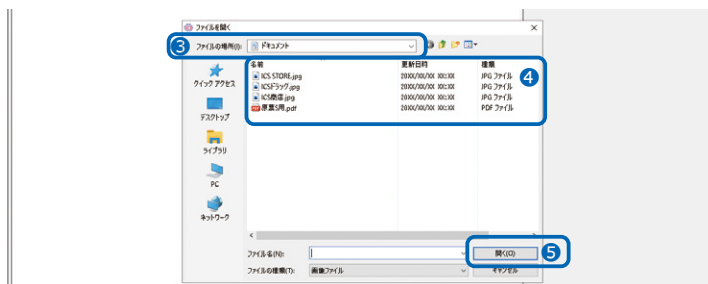 ファイルを開く
3
ファイルの場所(I):
ドキュメント
名前
更新日時
種類
4
ICS STORE.jpg
20XX/XX/XX XX:XX
JPG ファイル
ICSドラッグ.jpg
20XX/XX/XX XX:XX
JPG ファイル
ICS商店.jpg
20XX/XX/XX XX:XX
JPG ファイル
原稾5用.pdf
20XX/XX/XX XX:XX
PDF ファイル
クイック アクセス
デスクトップ
ライブラリ
PC
ネットワーク
ファイル名(N):
開く(O)
5
ファイルの種類(T):
画像ファイル
キャンセル